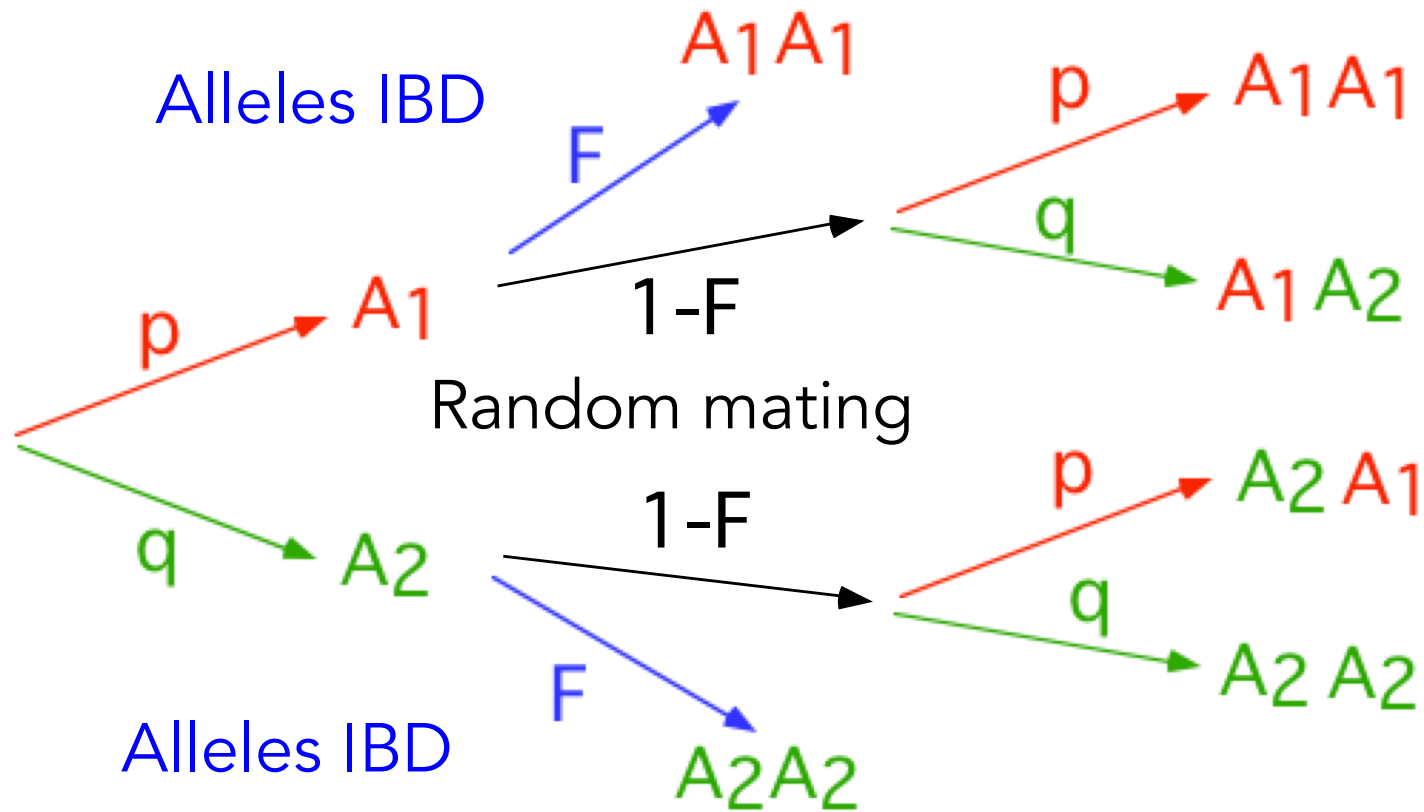 A1A1
Alleles IBD
p
A1A1
F
q
A1
1-F
A1A2
p
Random mating
p
A2A1
1-F
q
A2
q
F
A2A2
Alleles IBD
A2A2